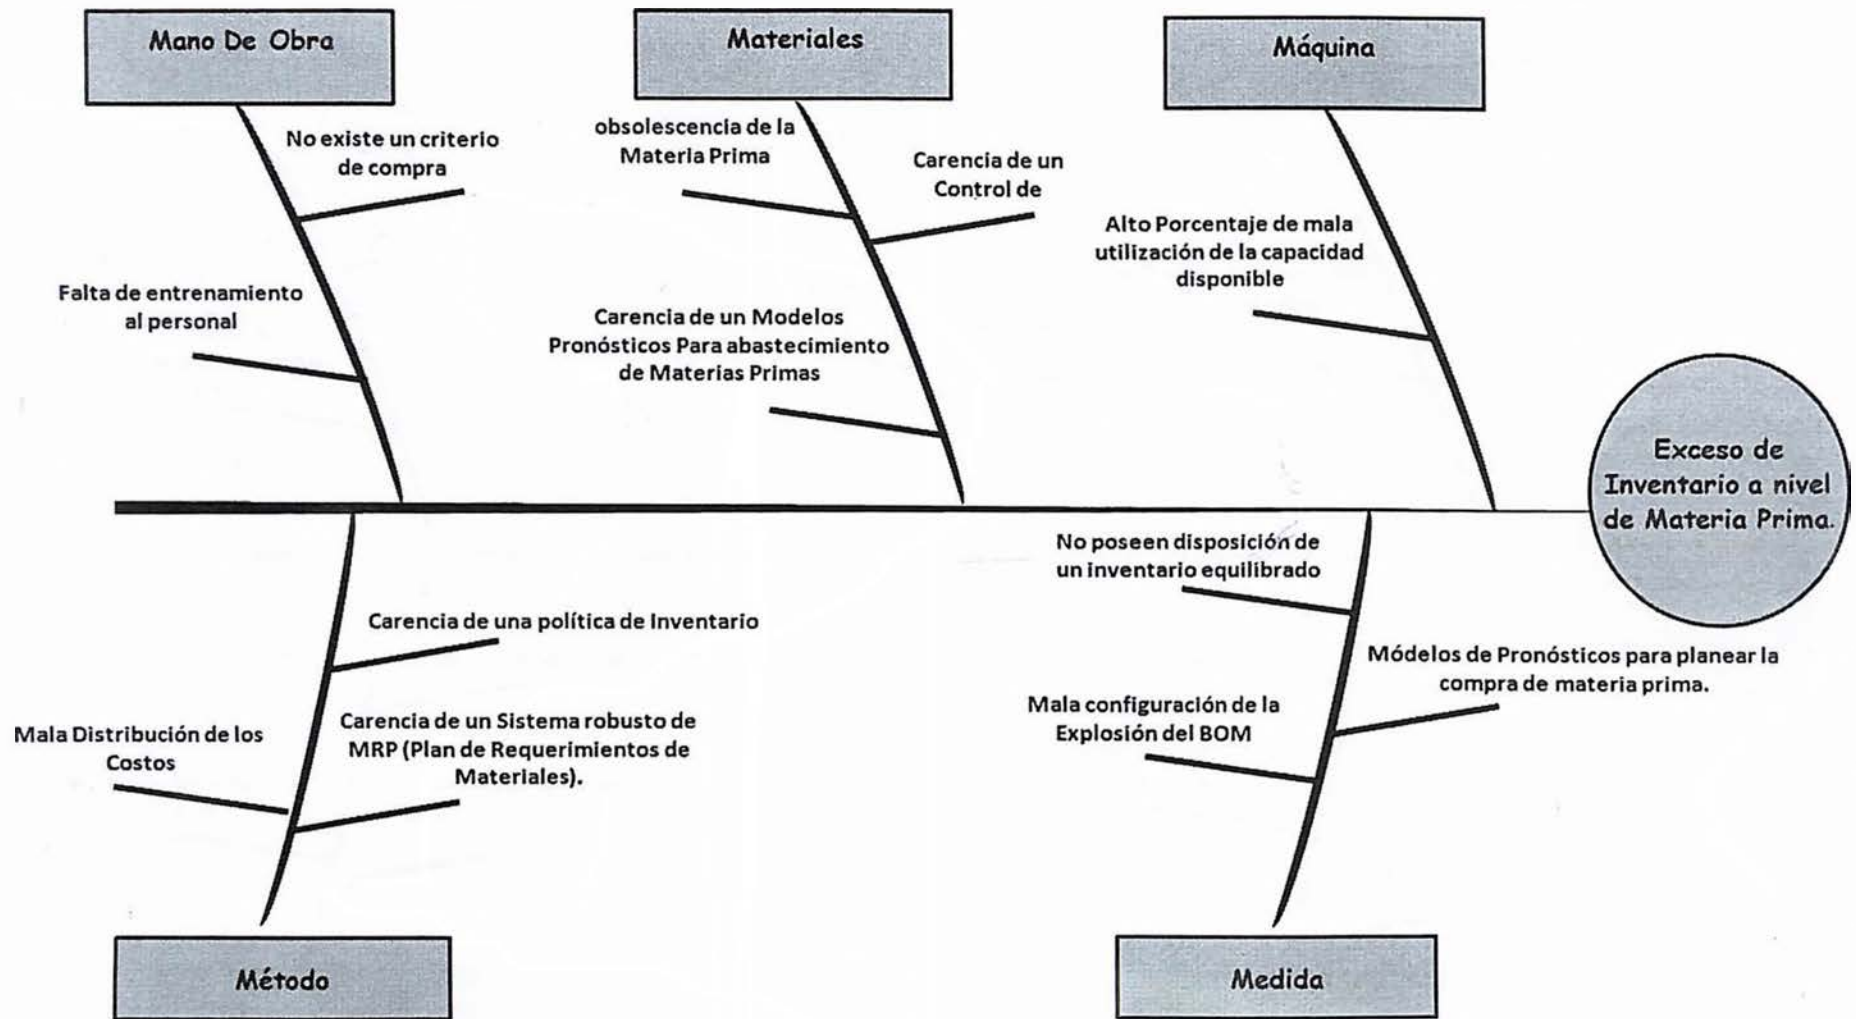 Mano De Obra
Materiales
Máquina
No existe un criterio
de compra
obsolescencia de la
Materia Prima
Carencia de un
Control de
Alto Porcentaje de mala
utilización de la capacidad
disponible
Falta de entrenamiento
al personal
Carencia de un Modelos
Pronósticos Para abastecimiento
de Materias Primas
Exceso de
Inventario a nivel
de Materia Prima.
No poseen disposición de
un inventario equilibrado
Carencia de una política de Inventario
Módelos de Pronósticos para planear la
compra de materia prima.
Mala configuración de la
Explosión del BOM
Mala Distribución de los
Costos
Carencia de un Sistema robusto de
MRP (Plan de Requerimientos de
Materiales).
Método
Medida